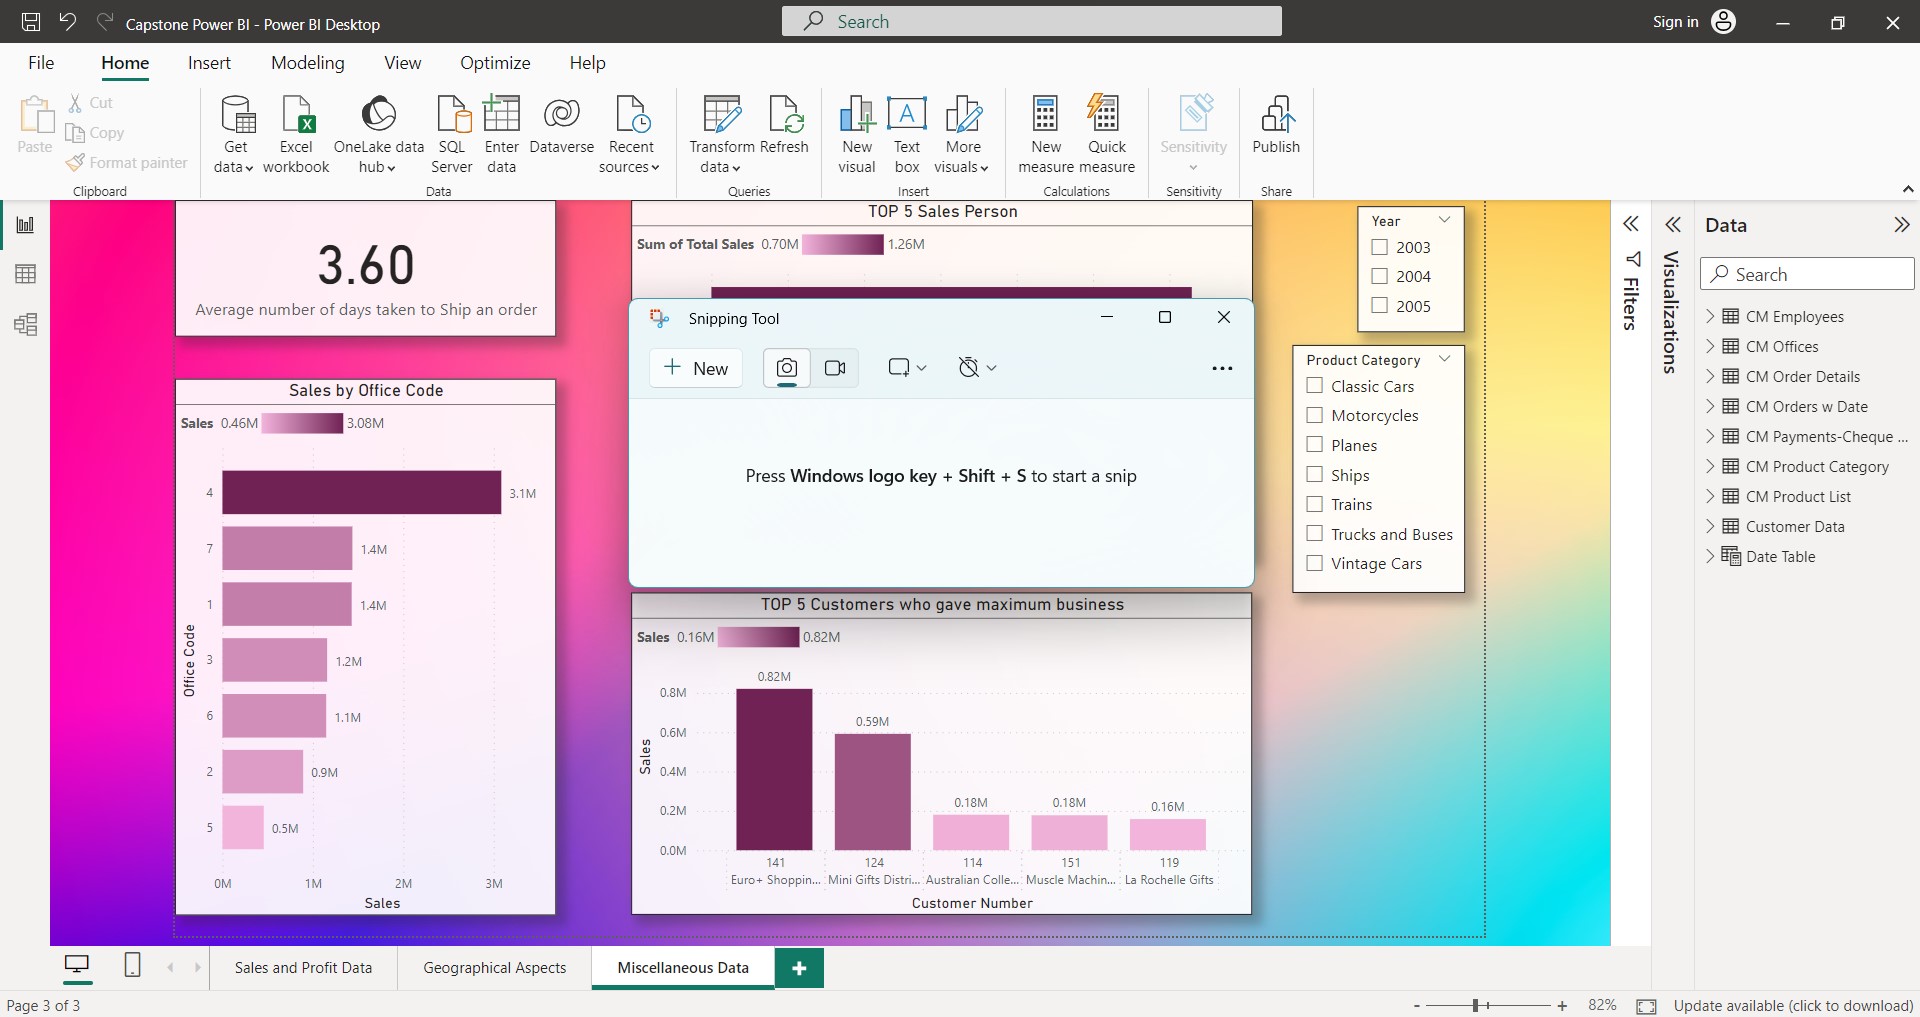 Capstone Power BI - Power BI Desktop
Search
Sign in
File
Home
Insert
Modeling
View
Optimize
Help
Paste
Cut
Copy
Format painter
Clipboard
Get data
Excel workbook
OneLake data hub
SQL Server
Enter data
Dataverse
Recent sources
Data
Transform data
Refresh
Queries
New visual
Text box
More visuals
Insert
New measure
Quick measure
Calculations
Sensitivity
Sensitivity
Publish
Share
3.60
Average number of days taken to Ship an order
Sales by Office Code
Sales 0.46M 3.08M
Office Code
4 3.1M
7 1.4M
1 1.4M
3 1.2M
6 1.1M
2 0.9M
5 0.5M
0M 1M 2M 3M
Sales
TOP 5 Sales Person
Sum of Total Sales 0.70M 1.26M
Snipping Tool
New
Press Windows logo key + Shift + S to start a snip
TOP 5 Customers who gave maximum business
Sales 0.16M 0.82M
Sales
0.8M
0.6M
0.4M
0.2M
0.0M
0.82M
0.59M
0.18M
0.18M
0.16M
141 124 114 151 119
Euro+ Shoppin... Mini Gifts Distri... Australian Colle... Muscle Machin... La Rochelle Gifts
Customer Number
Year
2003
2004
2005
Product Category
Classic Cars
Motorcycles
Planes
Ships
Trains
Trucks and Buses
Vintage Cars
Filters
Visualizations
Data
Search
CM Employees
CM Offices
CM Order Details
CM Orders w Date
CM Payments-Cheque ...
CM Product Category
CM Product List
Customer Data
Date Table
Sales and Profit Data
Geographical Aspects
Miscellaneous Data
Page 3 of 3
- + 82%
Update available (click to download)